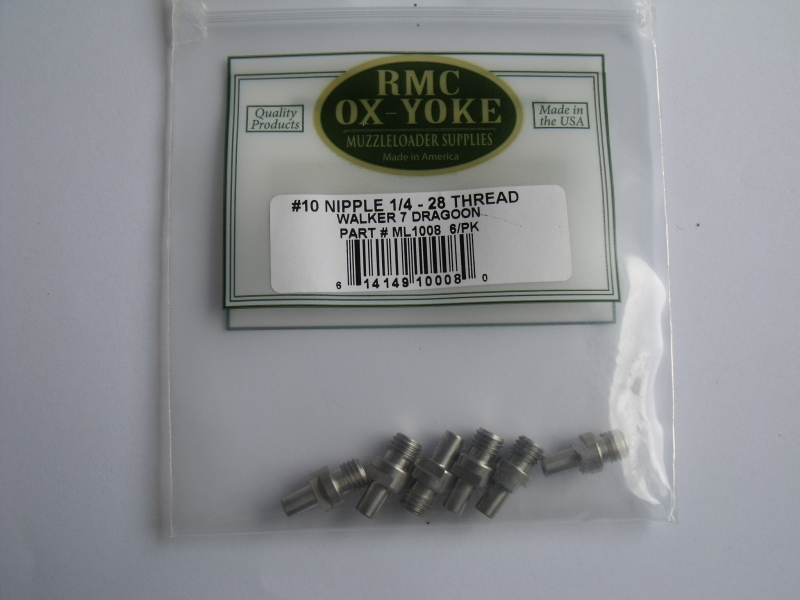 RMC
OX-YOKE
MUZZLELOADER SUPPLIES
Made in America
Quality
Products
Made in
the USA
#10 NIPPLE 1/4 - 28 THREAD
WALKER 7 DRAGOON
PART # ML1008 6/PK
6 14149 10008 0